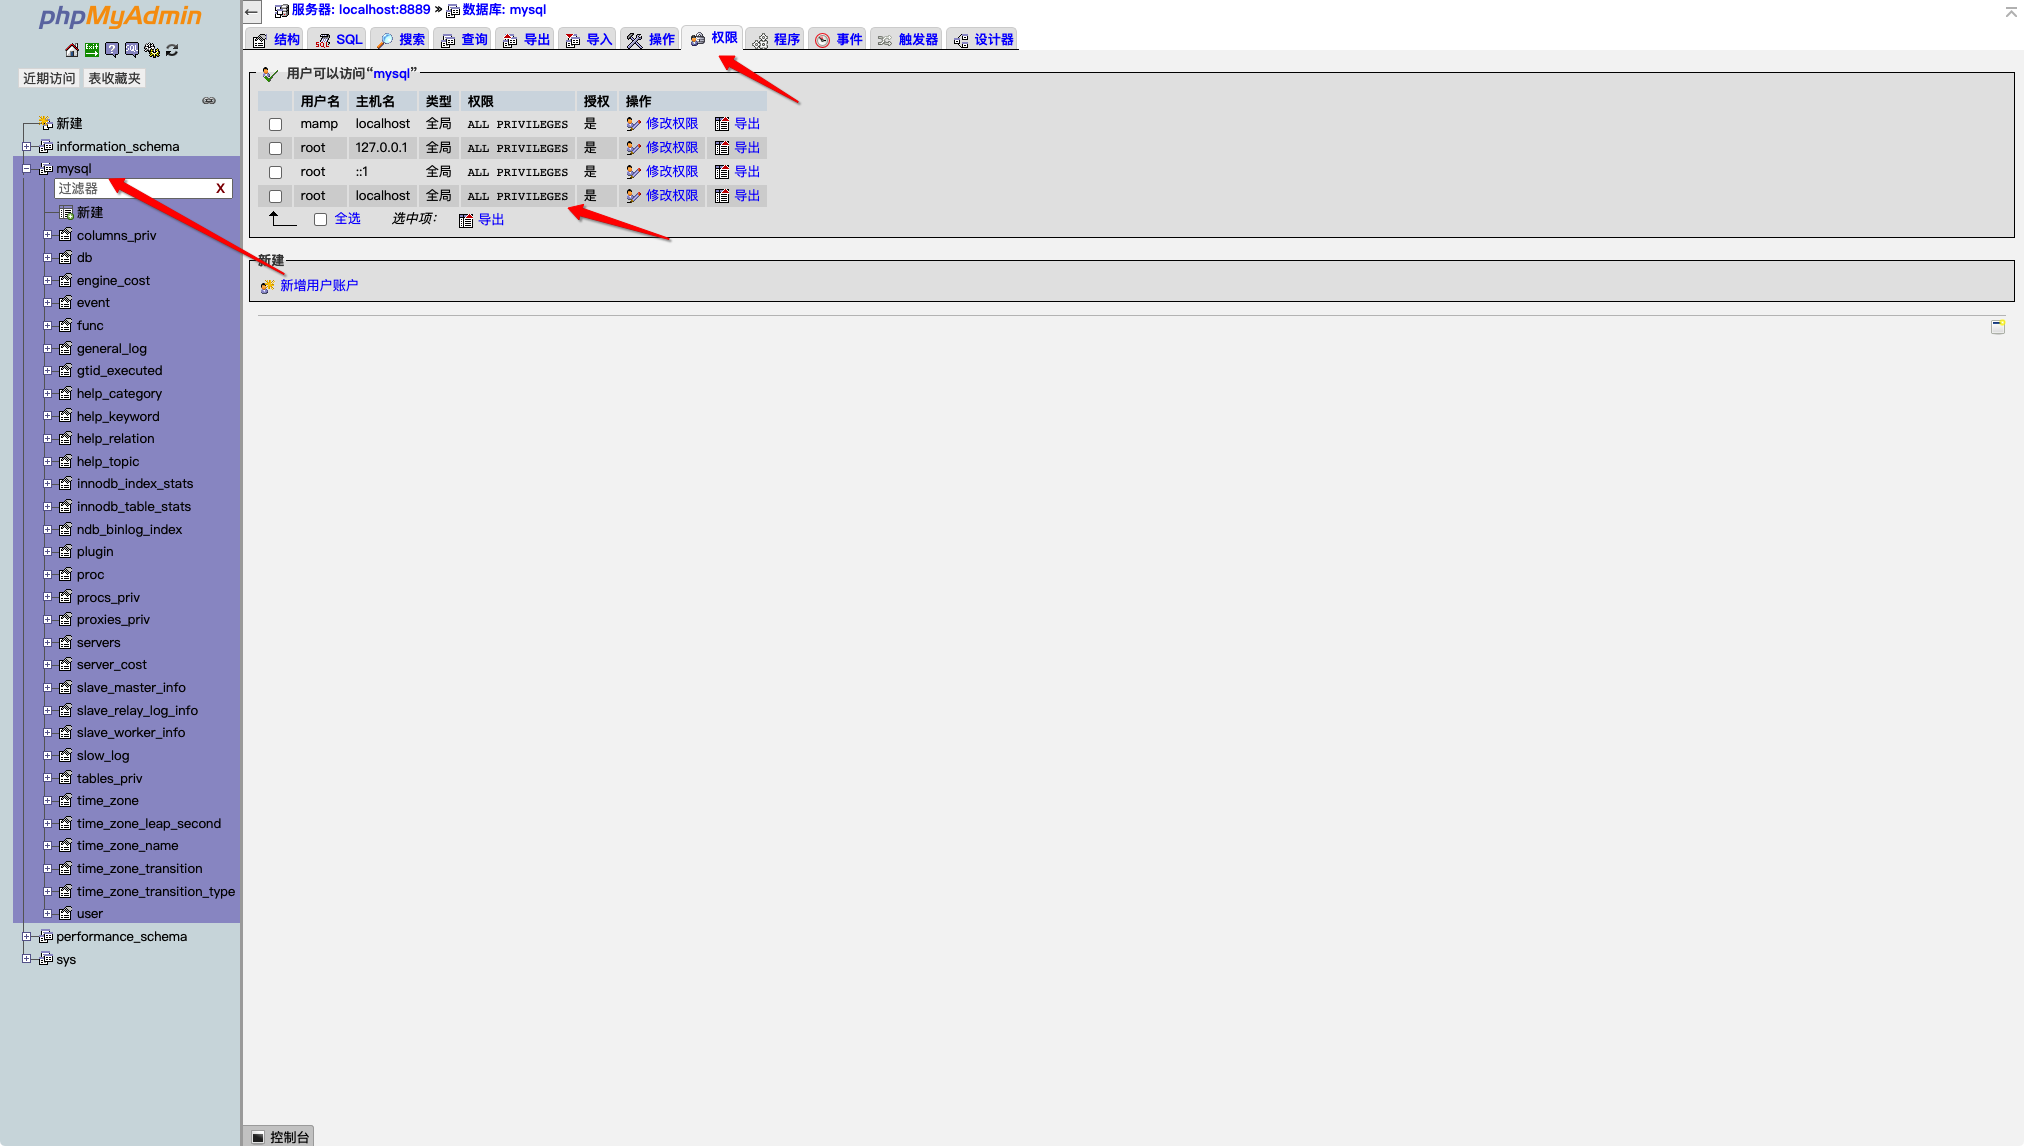 phpMyAdmin
近期访问 表收藏夹
新建
information_schema
mysql
过滤器 X
新建
columns_priv
db
engine_cost
event
func
general_log
gtid_executed
help_category
help_keyword
help_relation
help_topic
innodb_index_stats
innodb_table_stats
ndb_binlog_index
plugin
proc
procs_priv
proxies_priv
servers
server_cost
slave_master_info
slave_relay_log_info
slave_worker_info
slow_log
tables_priv
time_zone
time_zone_leap_second
time_zone_name
time_zone_transition
time_zone_transition_type
user
performance_schema
sys
服务器: localhost:8889 » 数据库: mysql
结构 SQL 搜索 查询 导出 导入 操作 权限 程序 事件 触发器 设计器
用户可以访问“mysql”
用户名 主机名 类型 权限 授权 操作
mamp localhost 全局 ALL PRIVILEGES 是 修改权限 导出
root 127.0.0.1 全局 ALL PRIVILEGES 是 修改权限 导出
root ::1 全局 ALL PRIVILEGES 是 修改权限 导出
root localhost 全局 ALL PRIVILEGES 是 修改权限 导出
全选 选中项: 导出
新建
新增用户账户
控制台